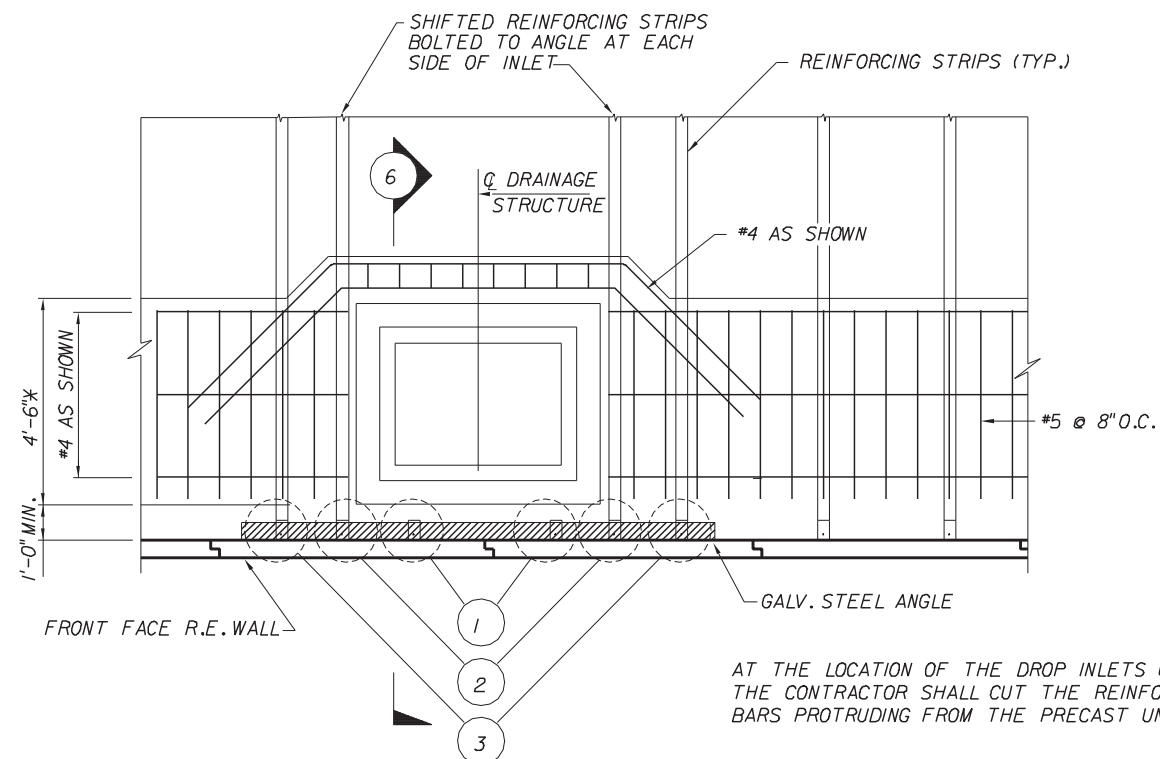 SHIFTED REINFORCING STRIPS
BOLTED TO ANGLE AT EACH
SIDE OF INLET
REINFORCING STRIPS (TYP.)
6
℄ DRAINAGE
STRUCTURE
#4 AS SHOWN
4'-6"*
#4 AS SHOWN
#5 @ 8" O.C.
1'-0" MIN.
FRONT FACE R.E. WALL
1
GALV. STEEL ANGLE
2
3
AT THE LOCATION OF THE DROP INLETS
THE CONTRACTOR SHALL CUT THE
BARS PROTRUDING FROM THE PRECAST